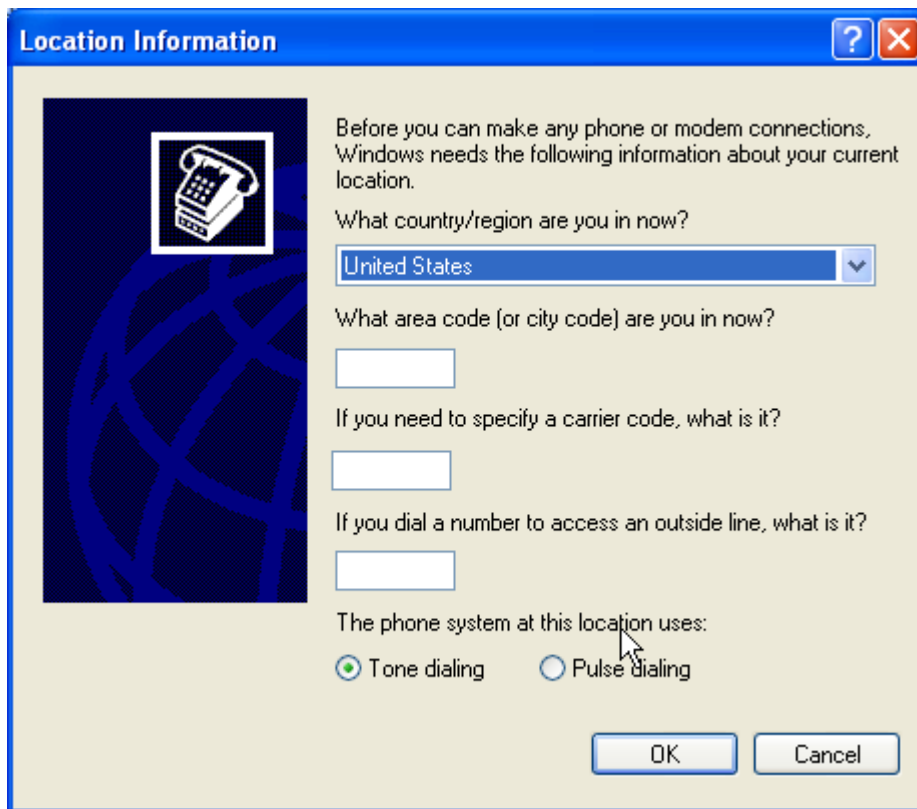 Location Information
Before you can make any phone or modem connections,
Windows needs the following information about your current
location.
What country/region are you in now?
United States
What area code (or city code) are you in now?
If you need to specify a carrier code, what is it?
If you dial a number to access an outside line, what is it?
The phone system at this location uses:
Tone dialing Pulse dialing
OK Cancel